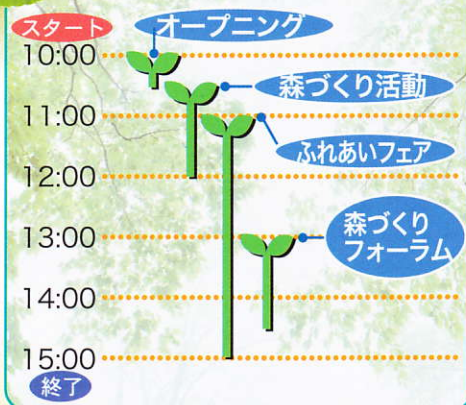 スタート
オープニング
10:00
森づくり活動
11:00
ふれあいフェア
12:00
森づくり
フォーラム
13:00
14:00
15:00
終了